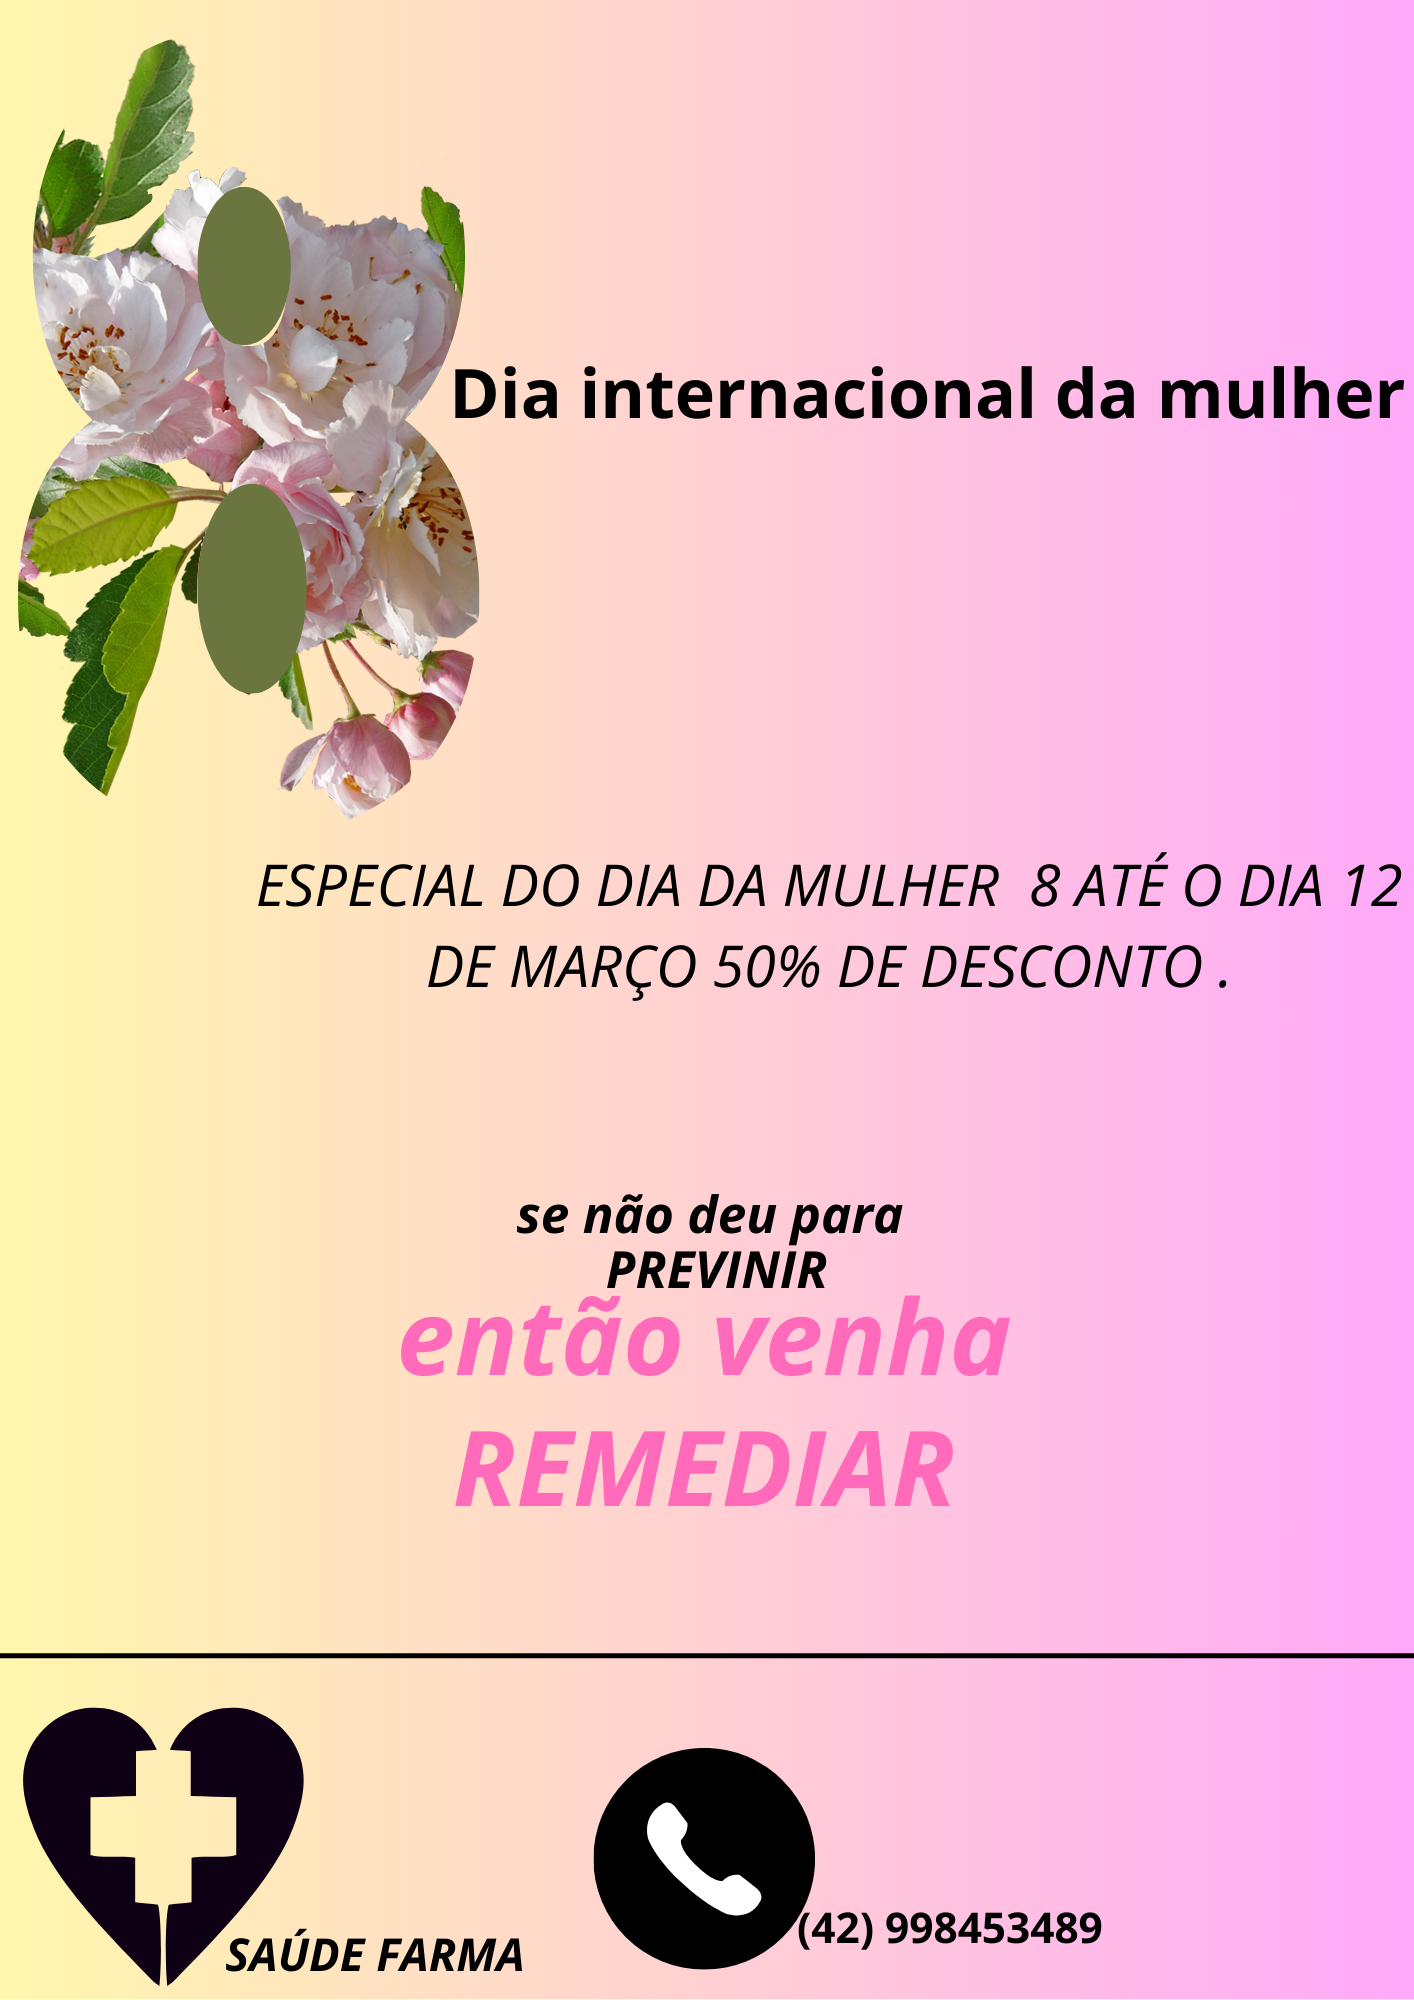 Dia internacional da mulher
ESPECIAL DO DIA DA MULHER  8 ATÉ O DIA 12
DE MARÇO 50% DE DESCONTO .
se não deu para
PREVINIR
então venha
REMEDIAR
SAÚDE FARMA
(42) 998453489